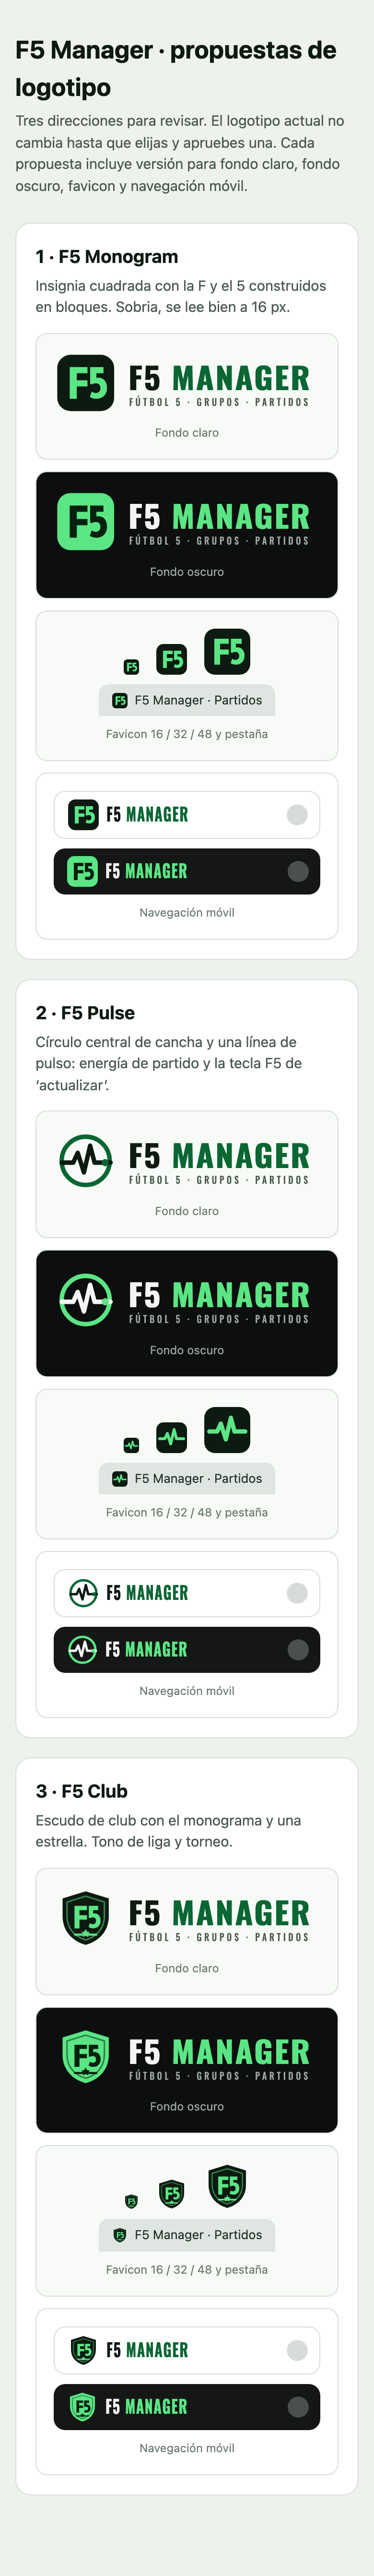 F5 Manager · propuestas de
logotipo
Tres direcciones para revisar. El logotipo actual no
cambia hasta que elijas y apruebes una. Cada
propuesta incluye versión para fondo claro, fondo
oscuro, favicon y navegación móvil.
1 · F5 Monogram
Insignia cuadrada con la F y el 5 construidos
en bloques. Sobria, se lee bien a 16 px.
F5
F5 MANAGER
FÚTBOL 5 · GRUPOS · PARTIDOS
Fondo claro
F5
F5 MANAGER
FÚTBOL 5 · GRUPOS · PARTIDOS
Fondo oscuro
F5 F5 F5
F5 F5 Manager · Partidos
Favicon 16 / 32 / 48 y pestaña
F5 F5 MANAGER
F5 F5 MANAGER
Navegación móvil
2 · F5 Pulse
Círculo central de cancha y una línea de
pulso: energía de partido y la tecla F5 de
‘actualizar’.
F5 MANAGER
FÚTBOL 5 · GRUPOS · PARTIDOS
Fondo claro
F5 MANAGER
FÚTBOL 5 · GRUPOS · PARTIDOS
Fondo oscuro
F5 Manager · Partidos
Favicon 16 / 32 / 48 y pestaña
F5 MANAGER
F5 MANAGER
Navegación móvil
3 · F5 Club
Escudo de club con el monograma y una
estrella. Tono de liga y torneo.
F5
F5 MANAGER
FÚTBOL 5 · GRUPOS · PARTIDOS
Fondo claro
F5
F5 MANAGER
FÚTBOL 5 · GRUPOS · PARTIDOS
Fondo oscuro
F5 F5 F5
F5 F5 Manager · Partidos
Favicon 16 / 32 / 48 y pestaña
F5 F5 MANAGER
F5 F5 MANAGER
Navegación móvil